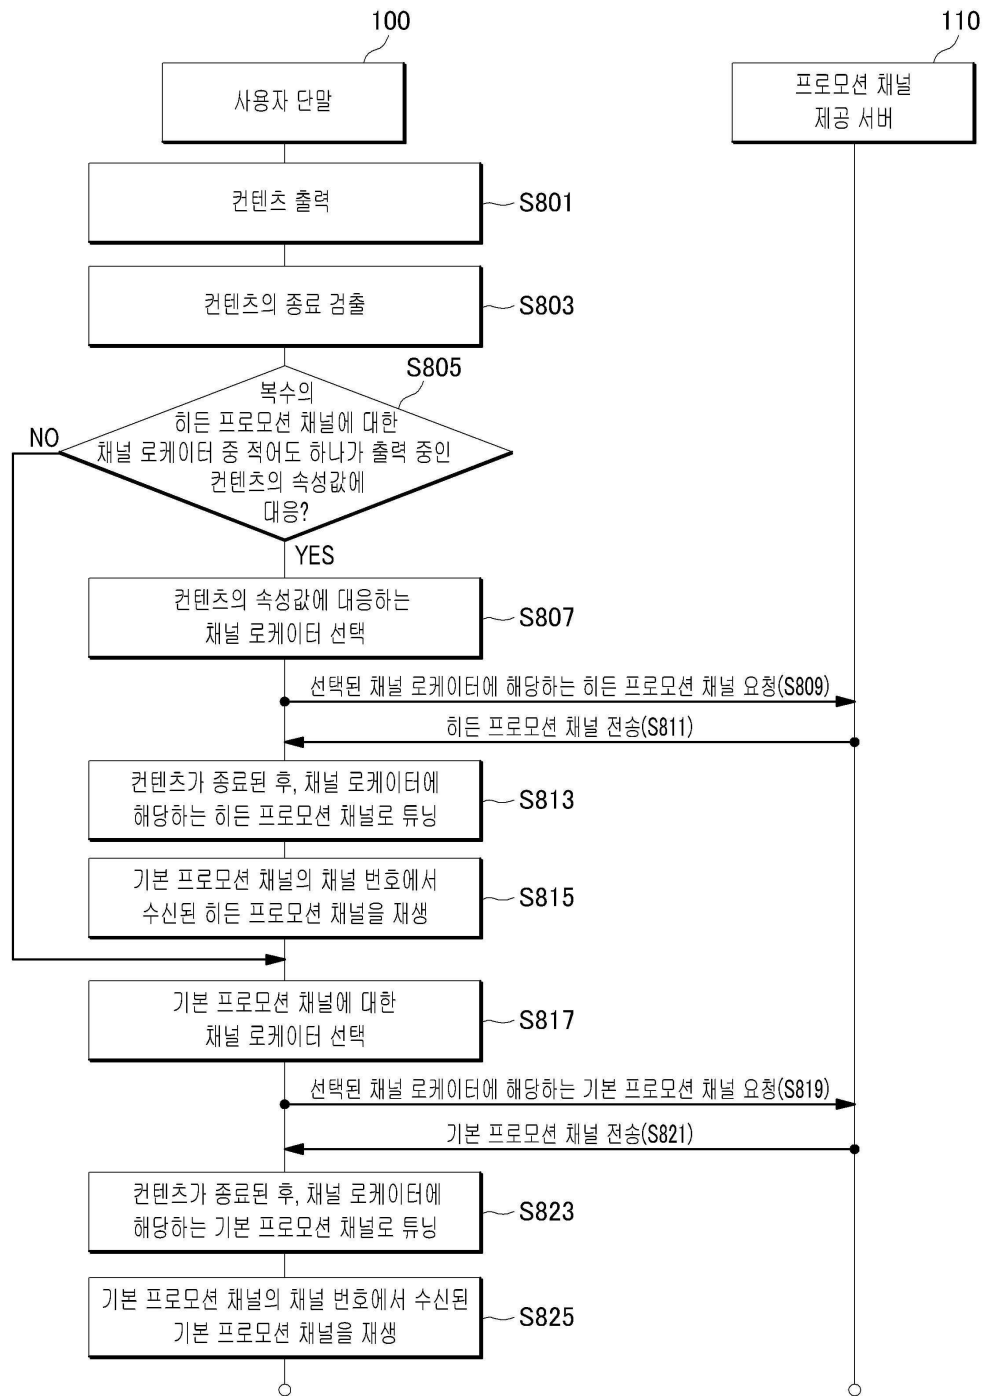 100
110
사용자 단말
프로모션 채널
제공 서버
컨텐츠 출력
S801
컨텐츠의 종료 검출
S803
S805
복수의
히든 프로모션 채널에 대한
채널 로케이터 중 적어도 하나가 출력 중인
컨텐츠의 속성값에
대응?
NO
YES
컨텐츠의 속성값에 대응하는
채널 로케이터 선택
S807
선택된 채널 로케이터에 해당하는 히든 프로모션 채널 요청(S809)
히든 프로모션 채널 전송(S811)
컨텐츠가 종료된 후, 채널 로케이터에
해당하는 히든 프로모션 채널로 튜닝
S813
기본 프로모션 채널의 채널 번호에서
수신된 히든 프로모션 채널을 재생
S815
기본 프로모션 채널에 대한
채널 로케이터 선택
S817
선택된 채널 로케이터에 해당하는 기본 프로모션 채널 요청(S819)
기본 프로모션 채널 전송(S821)
컨텐츠가 종료된 후, 채널 로케이터에
해당하는 기본 프로모션 채널로 튜닝
S823
기본 프로모션 채널의 채널 번호에서 수신된
기본 프로모션 채널을 재생
S825